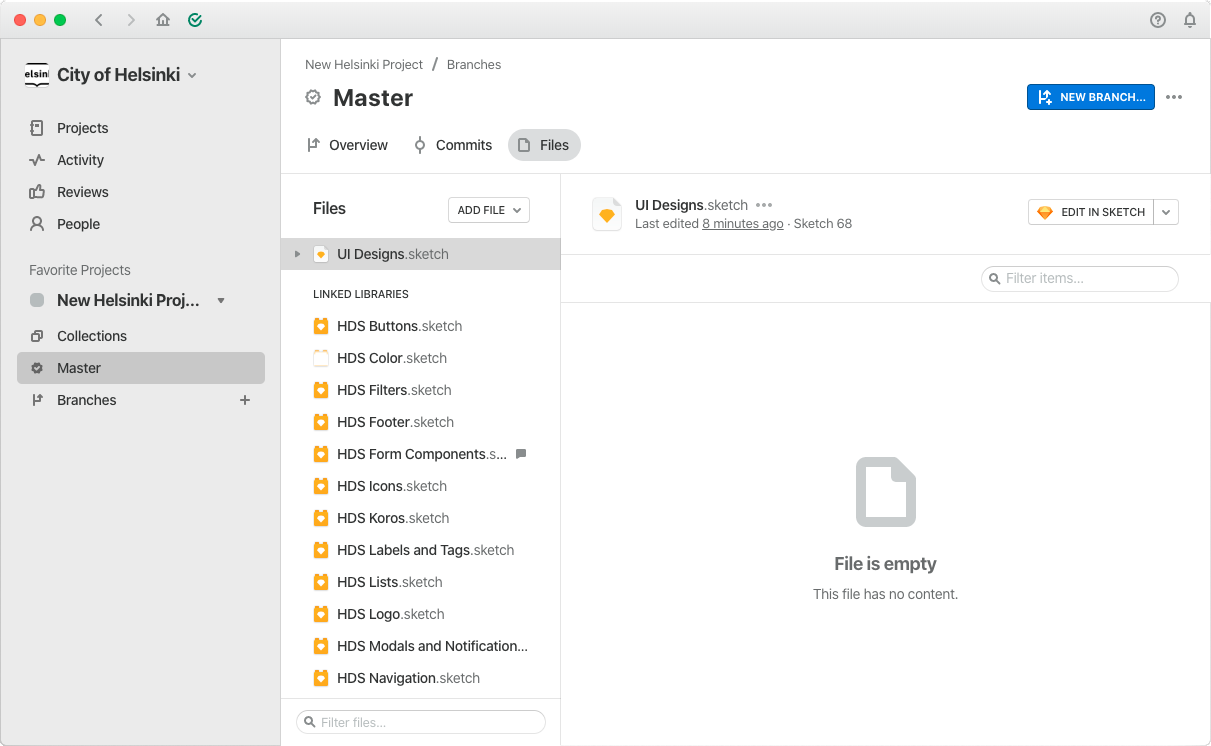 elsinl
City of Helsinki
Projects
Activity
Reviews
People
Favorite Projects
New Helsinki Proj...
Collections
Master
Branches
New Helsinki Project / Branches
Master
NEW BRANCH...
Overview
Commits
Files
Files
ADD FILE
UI Designs.sketch
LINKED LIBRARIES
HDS Buttons.sketch
HDS Color.sketch
HDS Filters.sketch
HDS Footer.sketch
HDS Form Components.s...
HDS Icons.sketch
HDS Koros.sketch
HDS Labels and Tags.sketch
HDS Lists.sketch
HDS Logo.sketch
HDS Modals and Notification...
HDS Navigation.sketch
Filter files...
UI Designs.sketch
Last edited 8 minutes ago · Sketch 68
EDIT IN SKETCH
Filter items...
File is empty
This file has no content.